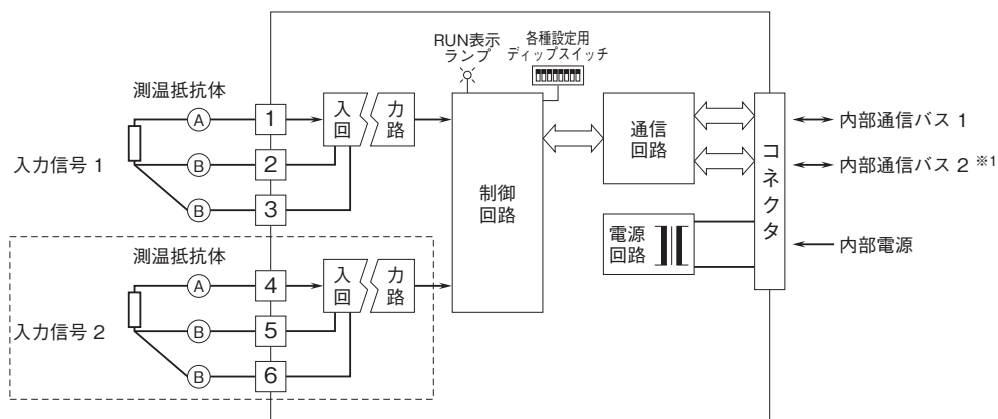 RUN表示
ランプ
各種設定用
ディップスイッチ
測温抵抗体
入力信号 1
A
B
B
1
2
3
入力
回路
制御
回路
通信
回路
コネクタ
内部通信バス 1
内部通信バス 2 ※1
電源
回路
内部電源
測温抵抗体
入力信号 2
A
B
B
4
5
6
入力
回路